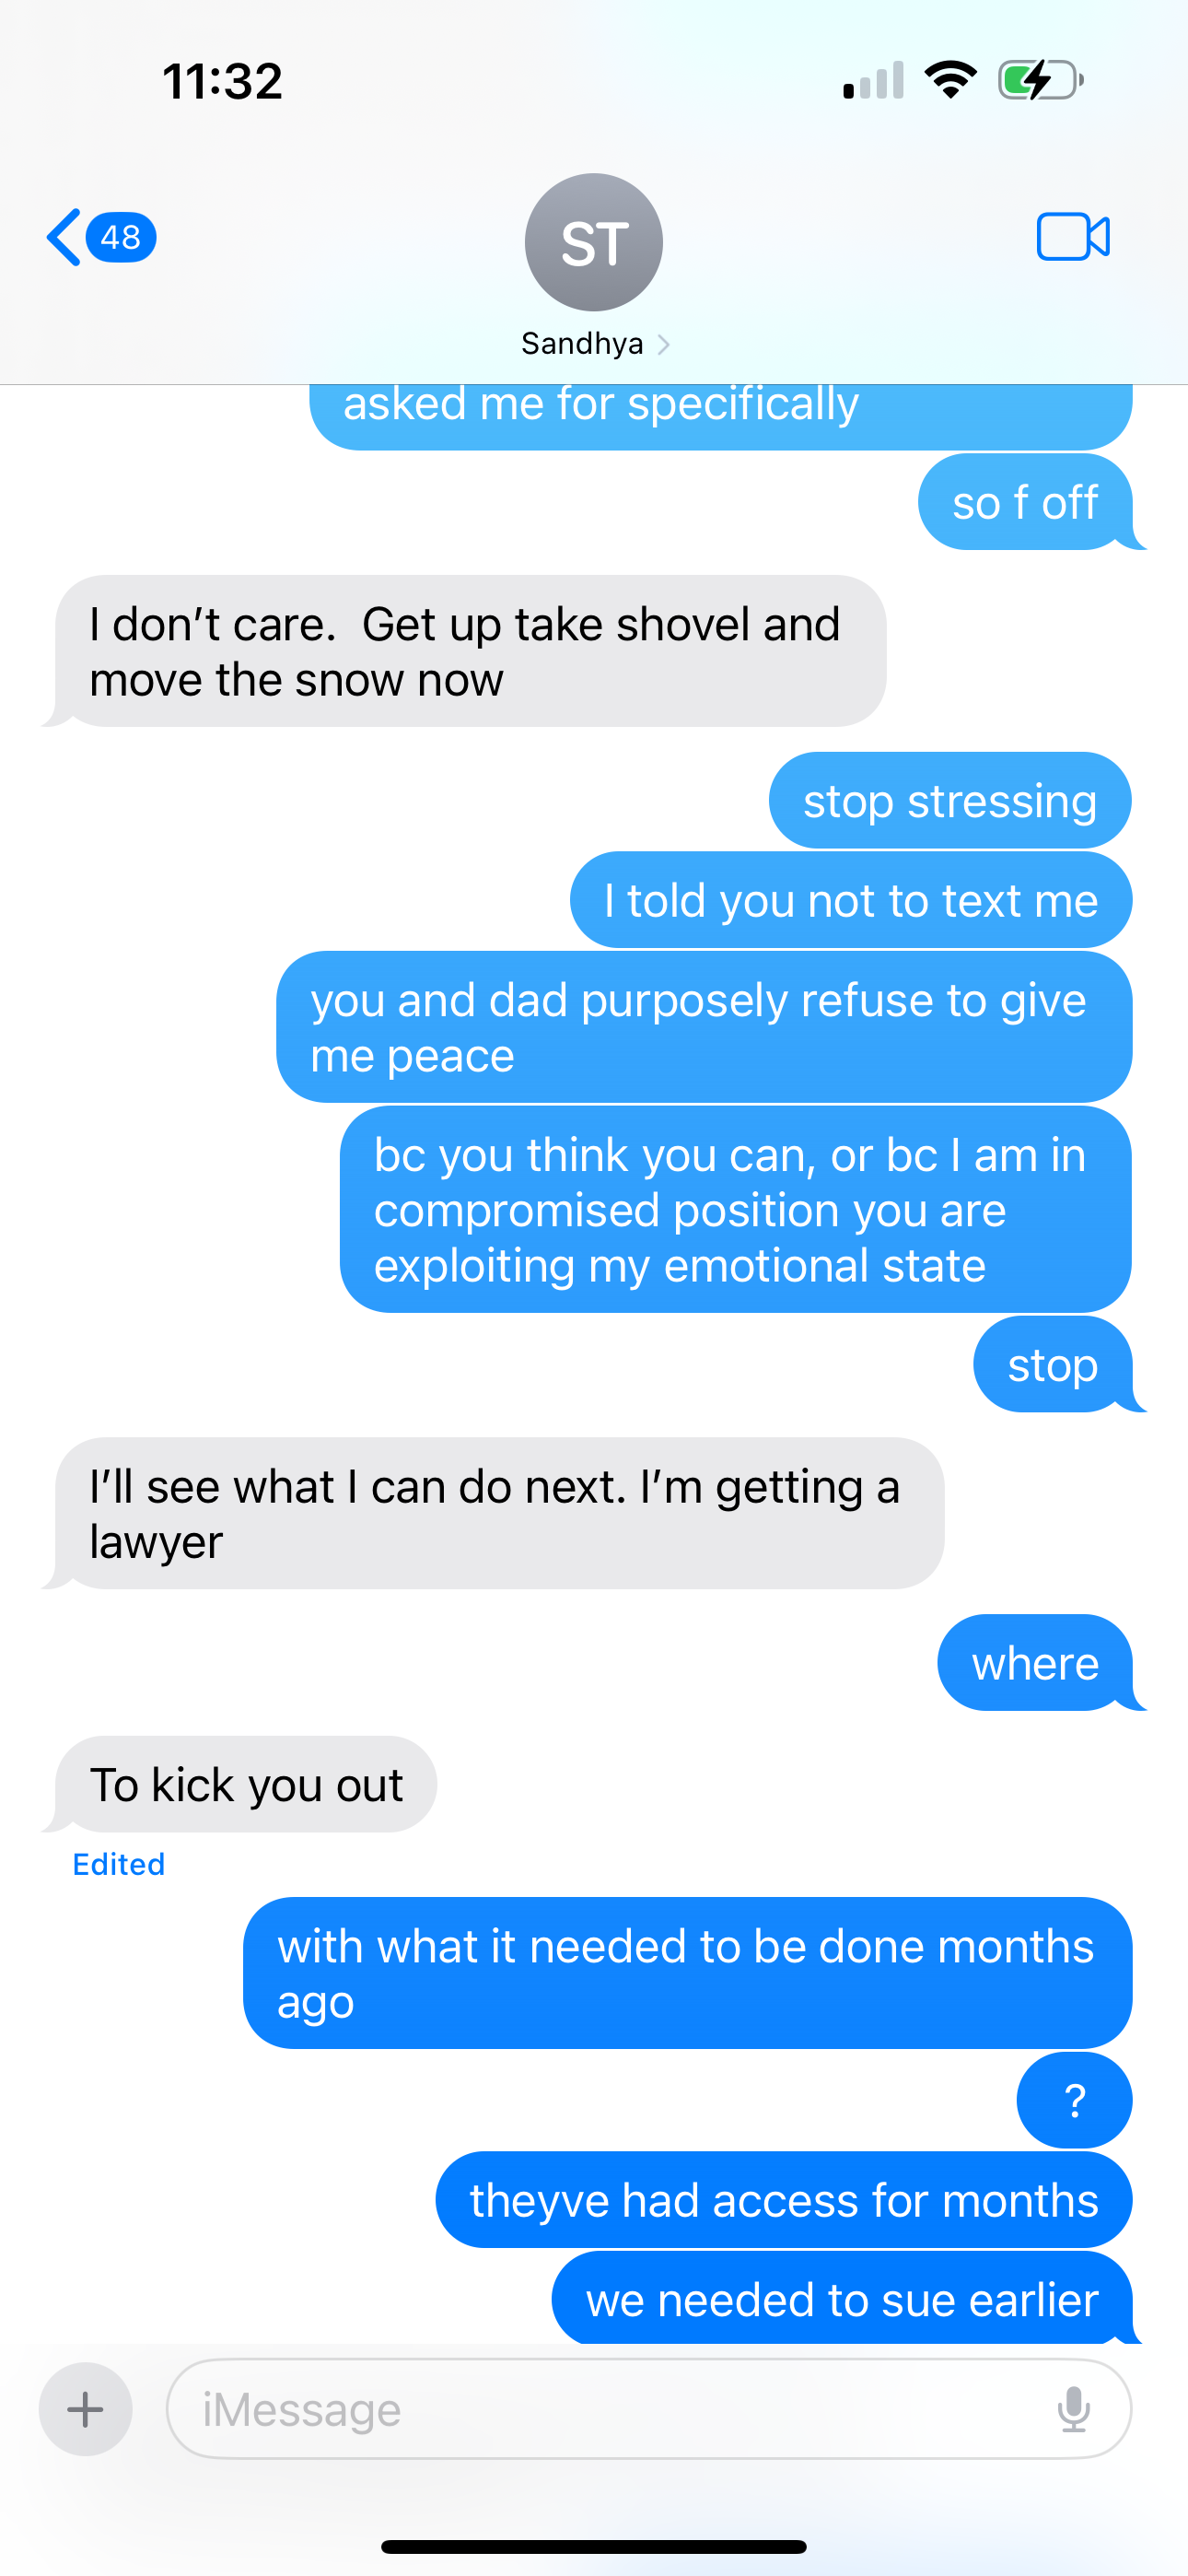 11:32
48
ST
Sandhya
asked me for specifically
so f off
I don’t care.  Get up take shovel and
move the snow now
stop stressing
I told you not to text me
you and dad purposely refuse to give
me peace
bc you think you can, or bc I am in
compromised position you are
exploiting my emotional state
stop
I’ll see what I can do next. I’m getting a
lawyer
where
To kick you out
Edited
with what it needed to be done months
ago
?
theyve had access for months
we needed to sue earlier
iMessage